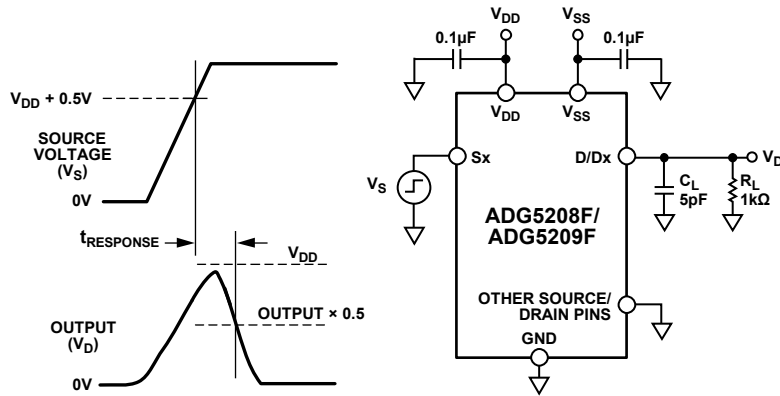 V_DD + 0.5V
SOURCE
VOLTAGE
(V_S)
0V
t_RESPONSE
V_DD
OUTPUT × 0.5
OUTPUT
(V_D)
0V
V_DD
V_SS
0.1µF
0.1µF
V_DD
V_SS
Sx
D/Dx
V_D
V_S
C_L
5pF
R_L
1kΩ
ADG5208F/
ADG5209F
OTHER SOURCE/
DRAIN PINS
GND